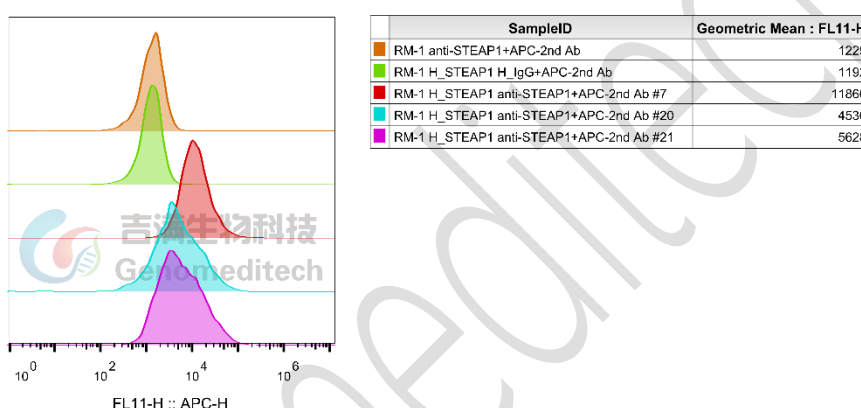 SampleID Geometric Mean : FL11-H
RM-1 anti-STEAP1+APC-2nd Ab 1225
RM-1 H_STEAP1 H_IgG+APC-2nd Ab
RM-1 H_STEAP1 anti-STEAP1+APC-2nd Ab #7 11866
RM-1 H_STEAP1 anti-STEAP1+APC-2nd Ab #20 4536
RM-1 H_STEAP1 anti-STEAP1+APC-2nd Ab #21
吉满生物科技
Genomeditech
10^0 10^2 10^4 10^6
FL11-H :: APC-H